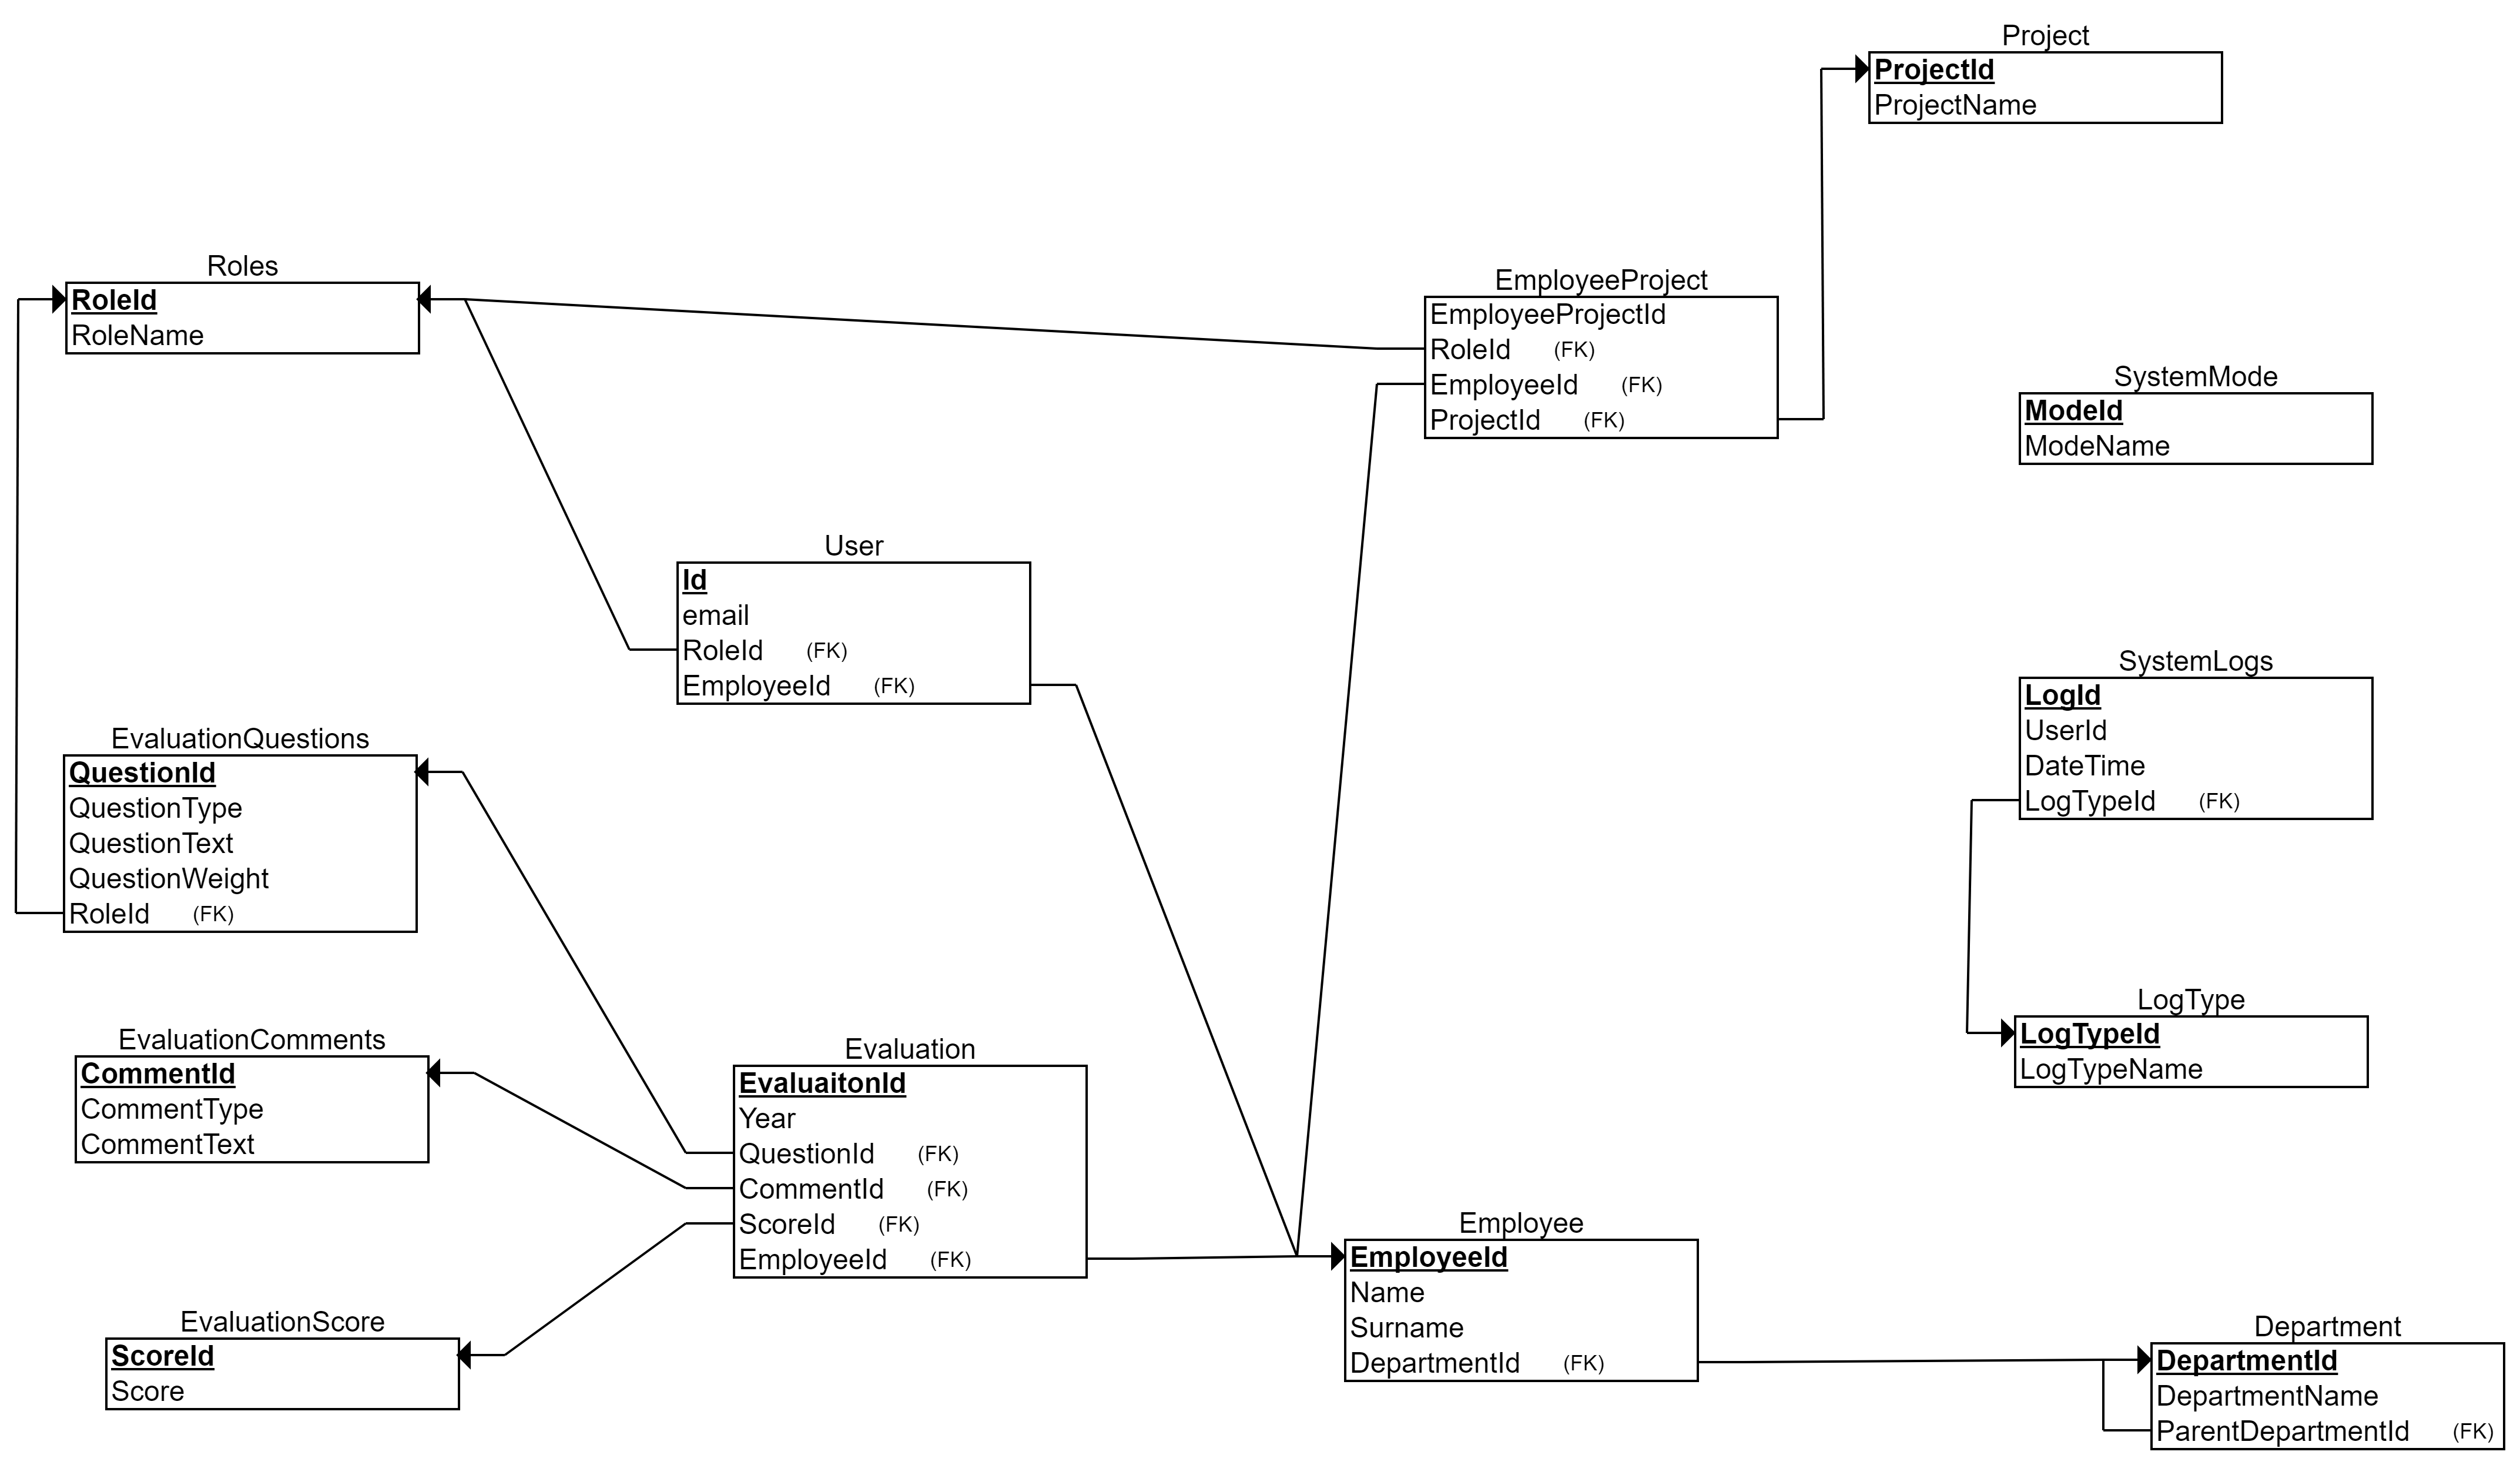 Project
ProjectId
ProjectName
Roles
RoleId
RoleName
EmployeeProject
EmployeeProjectId
RoleId (FK)
EmployeeId (FK)
ProjectId (FK)
SystemMode
ModeId
ModeName
User
Id
email
RoleId (FK)
EmployeeId (FK)
SystemLogs
LogId
UserId
DateTime
LogTypeId (FK)
EvaluationQuestions
QuestionId
QuestionType
QuestionText
QuestionWeight
RoleId (FK)
LogType
LogTypeId
LogTypeName
EvaluationComments
CommentId
CommentType
CommentText
Evaluation
EvaluaitonId
Year
QuestionId (FK)
CommentId (FK)
ScoreId (FK)
EmployeeId (FK)
Employee
EmployeeId
Name
Surname
DepartmentId (FK)
EvaluationScore
ScoreId
Score
Department
DepartmentId
DepartmentName
ParentDepartmentId (FK)